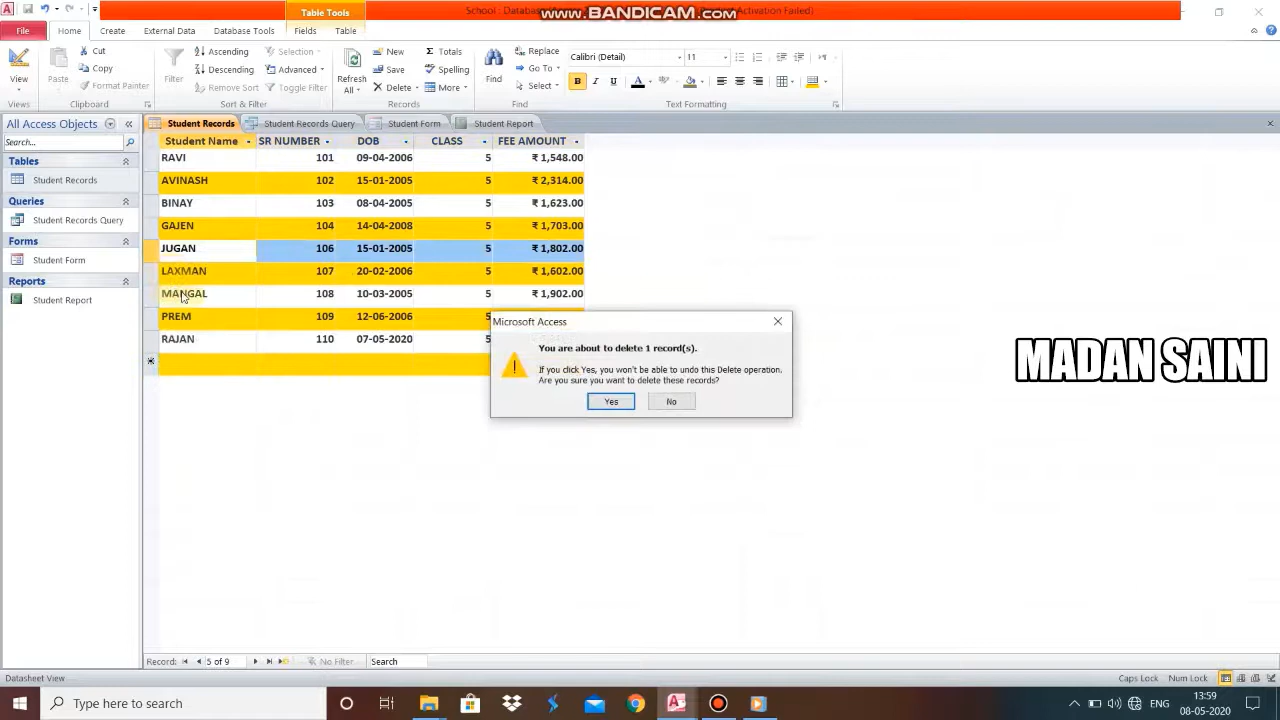 Table Tools
School : Database
Activation Failed)
www.BANDICAM.com
File Home Create External Data Database Tools Fields Table
View
Views
Paste
Cut
Copy
Format Painter
Clipboard
Filter
Ascending
Descending
Remove Sort
Selection
Advanced
Toggle Filter
Sort & Filter
Refresh
All
New
Save
Delete
Totals
Spelling
More
Records
Find
Replace
Go To
Select
Find
Calibri (Detail) 11
B I U
Text Formatting
All Access Objects
Search...
Tables
Student Records
Queries
Student Records Query
Forms
Student Form
Reports
Student Report
Student Records Student Records Query Student Form Student Report
Student Name SR NUMBER DOB CLASS FEE AMOUNT
RAVI 101 09-04-2006 5 ₹ 1,548.00
AVINASH 102 15-01-2005 5 ₹ 2,314.00
BINAY 103 08-04-2005 5 ₹ 1,623.00
GAJEN 104 14-04-2008 5 ₹ 1,703.00
JUGAN 106 15-01-2005 5 ₹ 1,802.00
LAXMAN 107 20-02-2006 5 ₹ 1,602.00
MANGAL 108 10-03-2005 5 ₹ 1,902.00
PREM 109 12-06-2006 5
RAJAN 110 07-05-2020 5
Microsoft Access
You are about to delete 1 record(s).
If you click Yes, you won't be able to undo this Delete operation.
Are you sure you want to delete these records?
Yes No
MADAN SAINI
Record: 5 of 9 No Filter Search
Datasheet View
Caps Lock Num Lock
Type here to search
ENG
13:59
08-05-2020